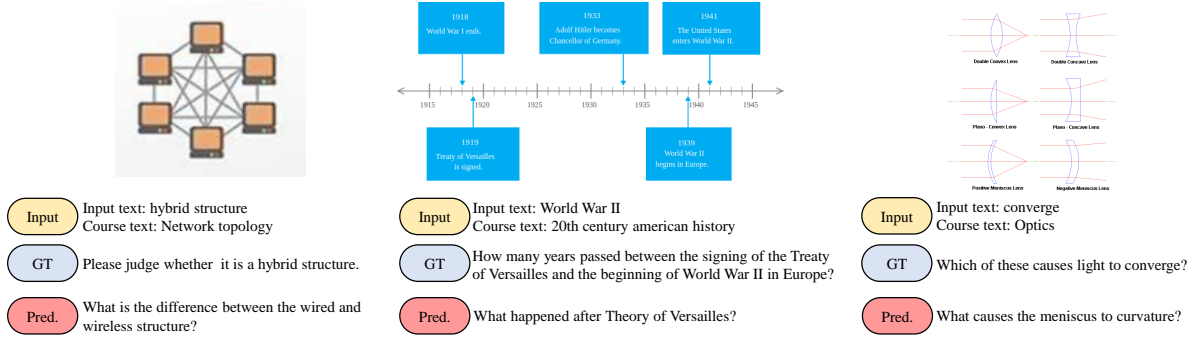 1918
World War I ends.
1933
Adolf Hitler becomes
Chancellor of Germany.
1941
The United States
enters World War II.
1915
1920
1925
1930
1935
1940
1945
1919
Treaty of Versailles
is signed.
1939
World War II
begins in Europe.
Double Convex Lens
Double Concave Lens
Plano - Convex Lens
Plano - Concave Lens
Positive Meniscus Lens
Negative Meniscus Lens
Input
Input text: hybrid structure
Course text: Network topology
GT
Please judge whether it is a hybrid structure.
Pred.
What is the difference between the wired and
wireless structure?
Input
Input text: World War II
Course text: 20th century american history
GT
How many years passed between the signing of the Treaty
of Versailles and the beginning of World War II in Europe?
Pred.
What happened after Theory of Versailles?
Input
Input text: converge
Course text: Optics
GT
Which of these causes light to converge?
Pred.
What causes the meniscus to curvature?